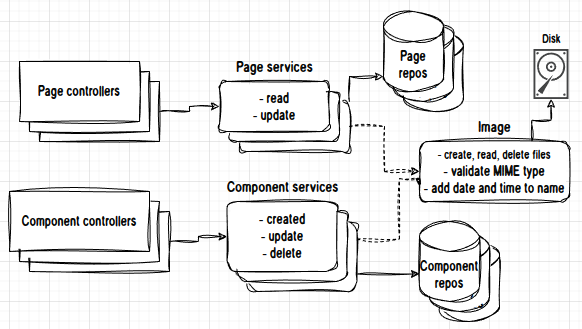 Disk
Page
repos
Page services
Page controllers
- read
- update
Image
- create, read, delete files
- validate MIME type
- add date and time to name
Component services
Component controllers
- created
- update
- delete
Component
repos